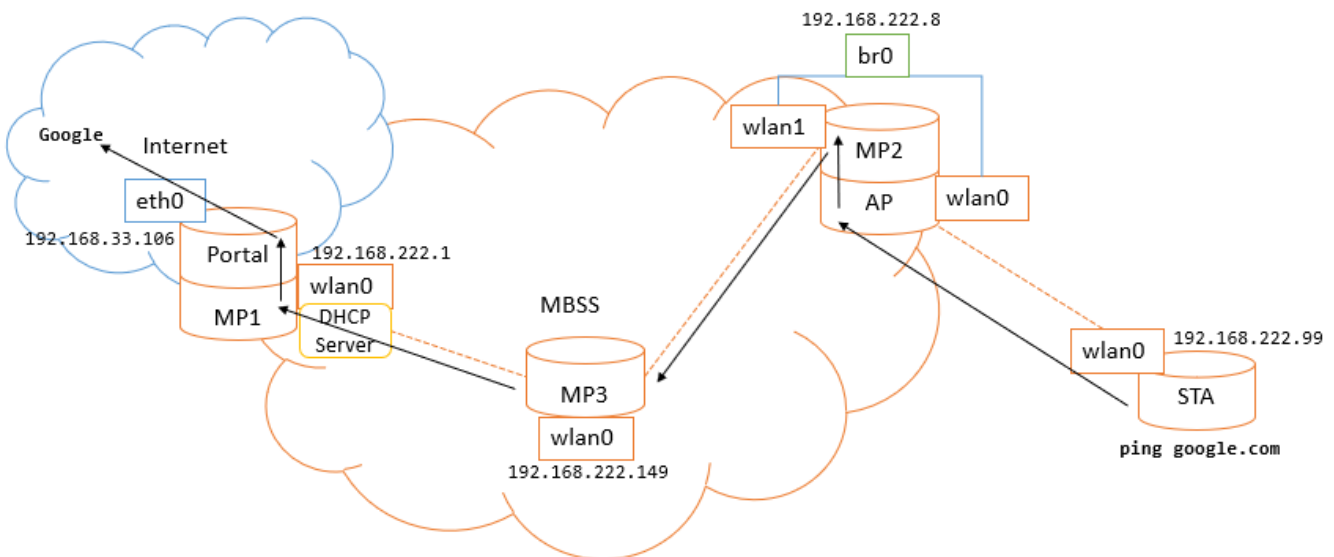 192.168.222.8
br0
wlan1
MP2
AP
wlan0
Google
Internet
eth0
192.168.33.106
Portal
192.168.222.1
wlan0
MP1
DHCP
Server
MBSS
MP3
wlan0
192.168.222.149
wlan0
192.168.222.99
STA
ping google.com